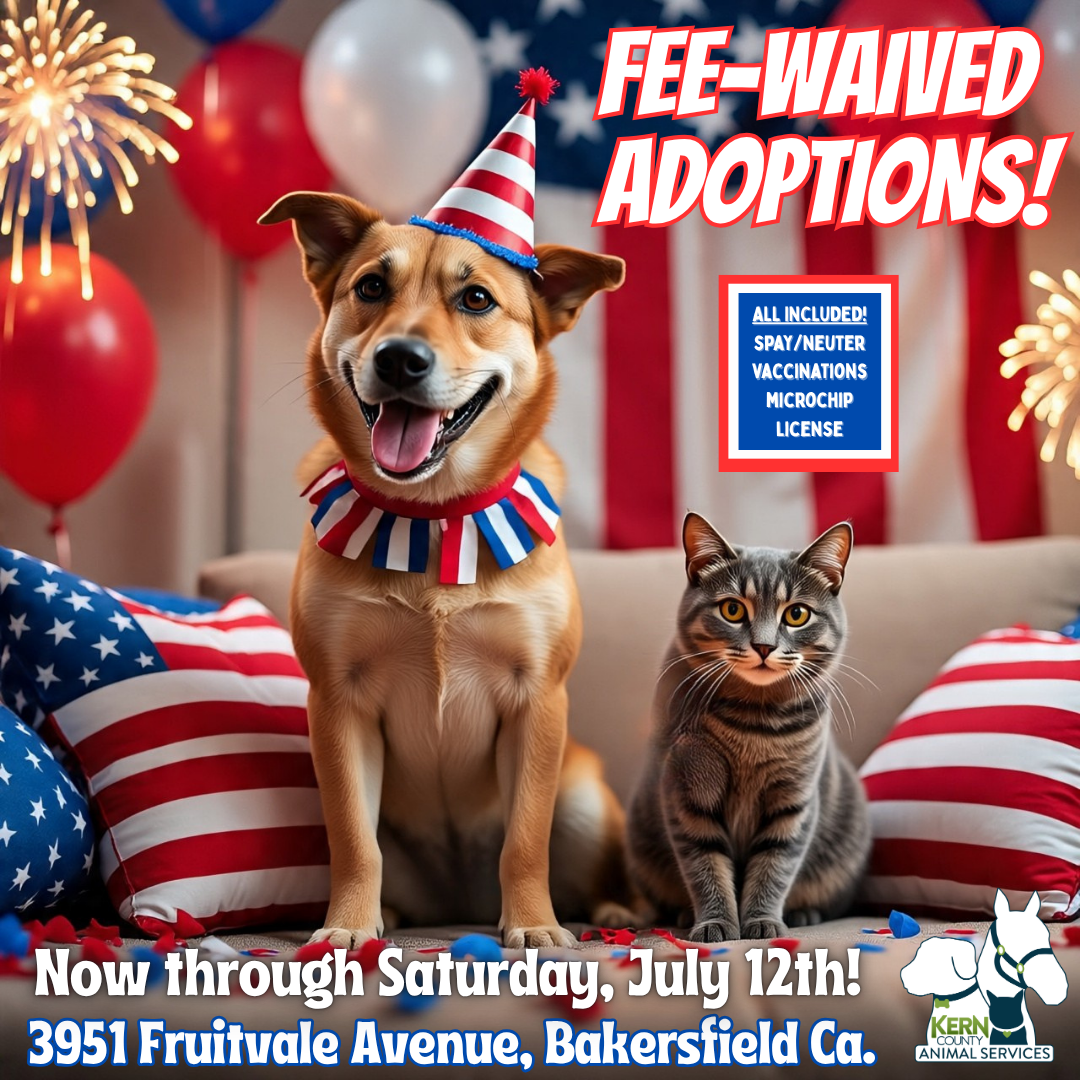 FEE-WAIVED
ADOPTIONS!
ALL INCLUDED!
SPAY/NEUTER
VACCINATIONS
MICROCHIP
LICENSE
Now through Saturday, July 12th!
3951 Fruitvale Avenue, Bakersfield Ca.
KERN
COUNTY
ANIMAL SERVICES